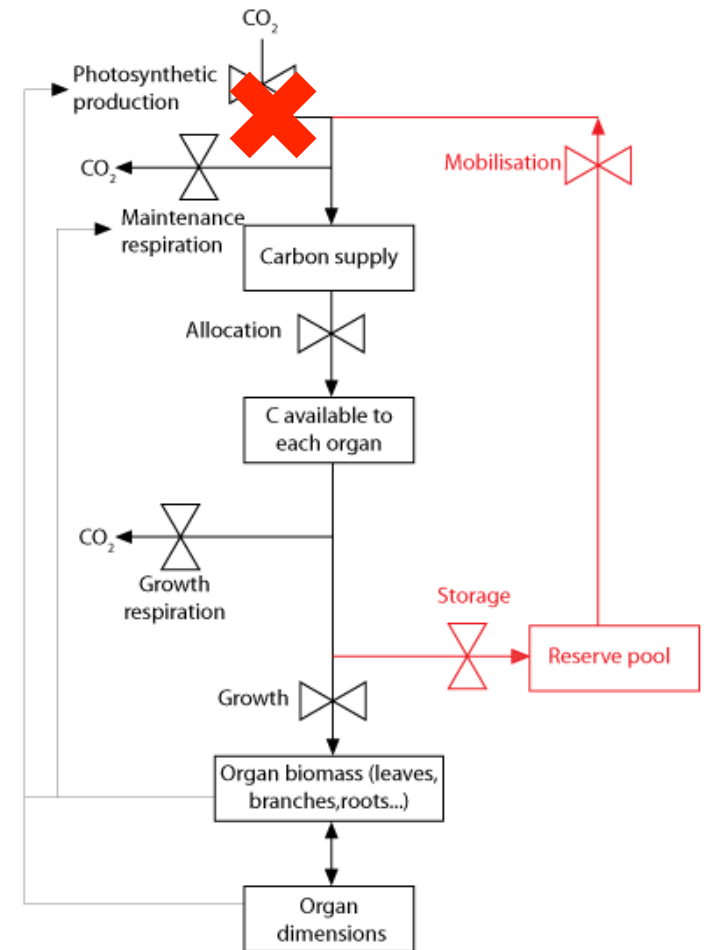 CO₂
Photosynthetic
production
Mobilisation
CO₂
Maintenance
respiration
Carbon supply
Allocation
C available to
each organ
CO₂
Growth
respiration
Storage
Reserve pool
Growth
Organ biomass (leaves,
branches,roots...)
Organ
dimensions